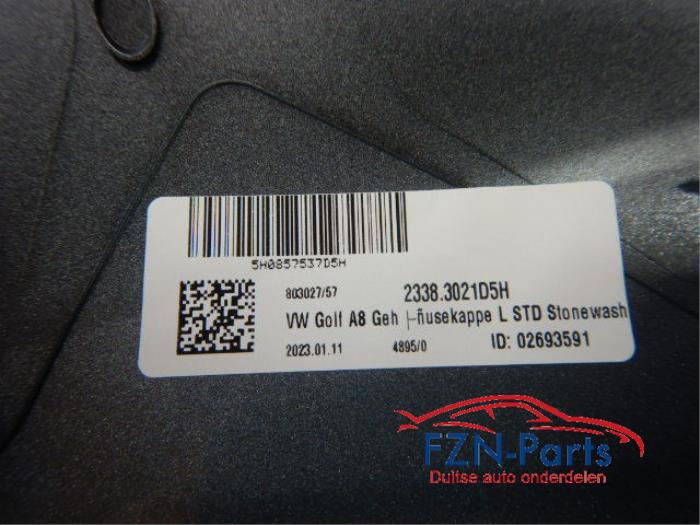 5H0857537D5H
803027/57
2338.3021D5H
VW Golf A8 Geh├ñusekappe L STD Stonewash
2023.01.11
4895/0
ID: 02693591
FZN-Parts
Duitse auto onderdelen